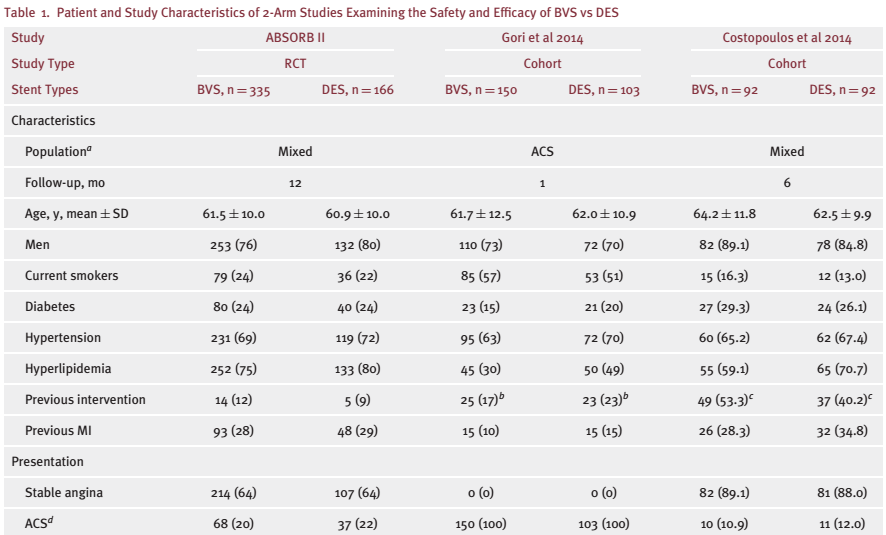 Table 1. Patient and Study Characteristics of 2-Arm Studies Examining the Safety and Efficacy of BVS vs DES
Study ABSORB II Gori et al 2014 Costopoulos et al 2014
Study Type RCT Cohort Cohort
Stent Types BVS, n = 335 DES, n = 166 BVS, n = 150 DES, n = 103 BVS, n = 92 DES, n = 92
Characteristics
Population^a Mixed ACS Mixed
Follow-up, mo 12 1 6
Age, y, mean ± SD 61.5 ± 10.0 60.9 ± 10.0 61.7 ± 12.5 62.0 ± 10.9 64.2 ± 11.8 62.5 ± 9.9
Men 253 (76) 132 (80) 110 (73) 72 (70) 82 (89.1) 78 (84.8)
Current smokers 79 (24) 36 (22) 85 (57) 53 (51) 15 (16.3) 12 (13.0)
Diabetes 80 (24) 40 (24) 23 (15) 21 (20) 27 (29.3) 24 (26.1)
Hypertension 231 (69) 119 (72) 95 (63) 72 (70) 60 (65.2) 62 (67.4)
Hyperlipidemia 252 (75) 133 (80) 45 (30) 50 (49) 55 (59.1) 65 (70.7)
Previous intervention 14 (12) 5 (9) 25 (17)^b 23 (23)^b 49 (53.3)^c 37 (40.2)^c
Previous MI 93 (28) 48 (29) 15 (10) 15 (15) 26 (28.3) 32 (34.8)
Presentation
Stable angina 214 (64) 107 (64) 0 (0) 0 (0) 82 (89.1) 81 (88.0)
ACS^d 68 (20) 37 (22) 150 (100) 103 (100) 10 (10.9) 11 (12.0)